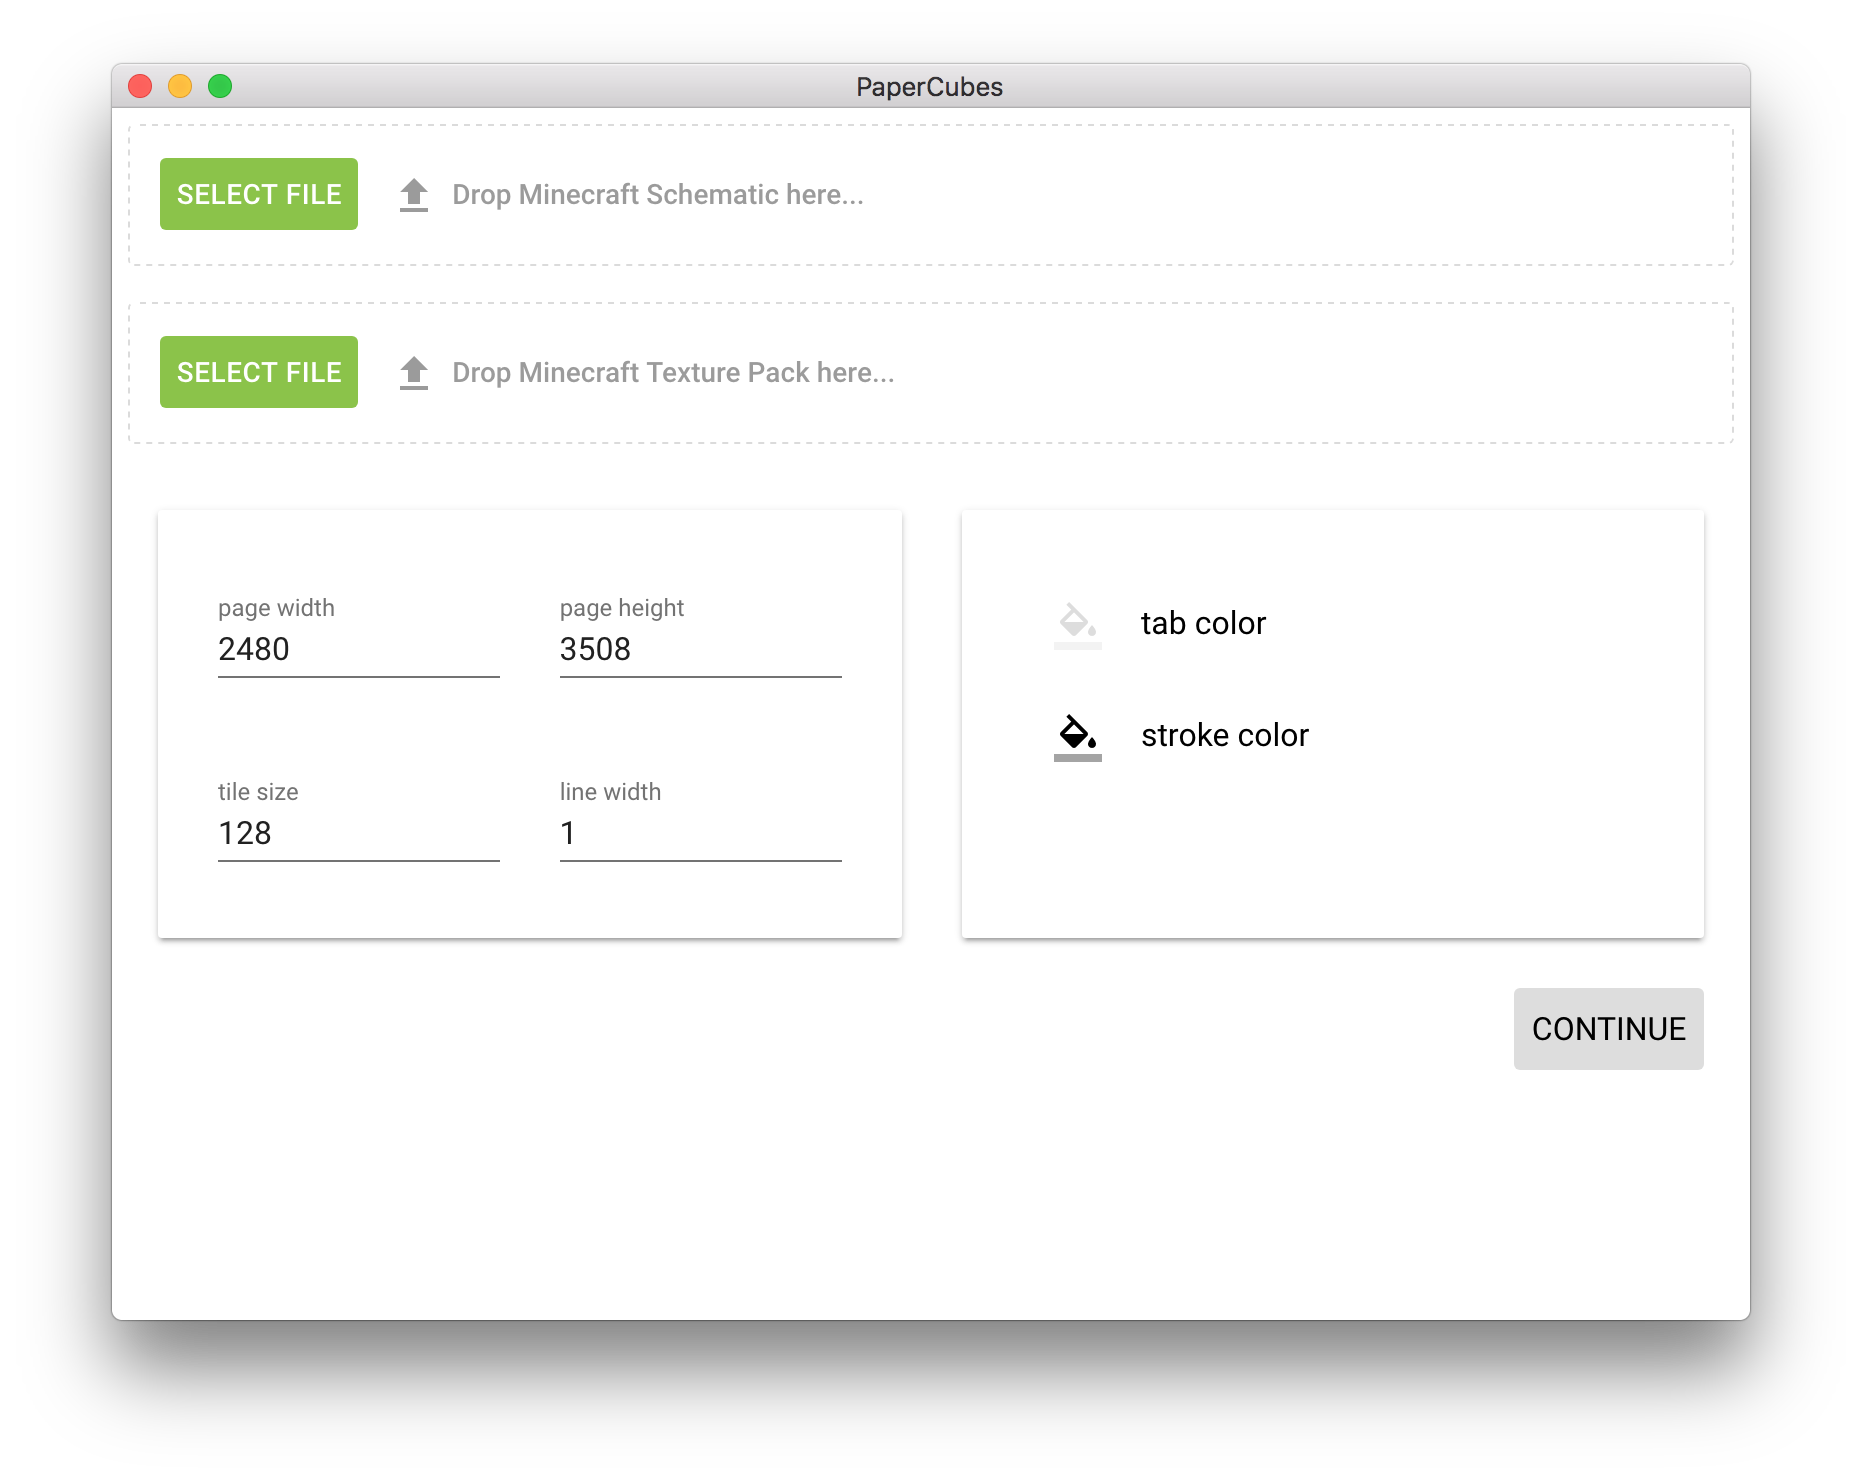 PaperCubes
SELECT FILE
Drop Minecraft Schematic here...
SELECT FILE
Drop Minecraft Texture Pack here...
page width
2480
page height
3508
tile size
128
line width
1
tab color
stroke color
CONTINUE